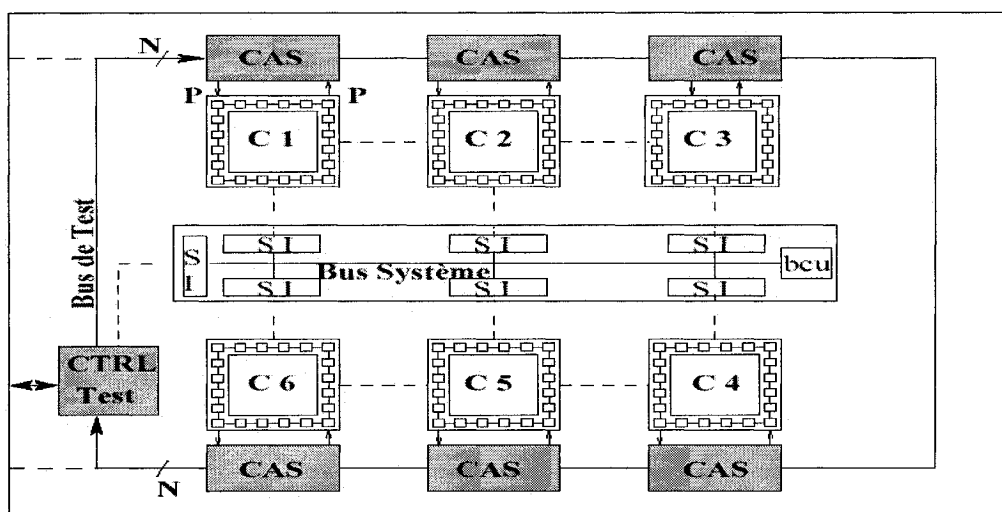 N
CAS
CAS
CAS
P
P
C 1
C 2
C 3
Bus de Test
S I
S I
S I
S I
Bus Système
bcu
S I
S I
S I
CTRL
Test
C 6
C 5
C 4
N
CAS
CAS
CAS